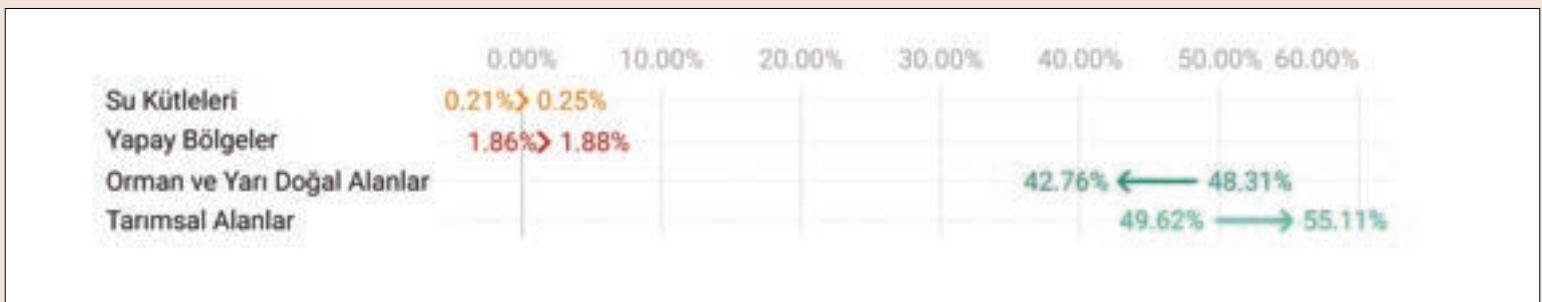 0.00% 10.00% 20.00% 30.00% 40.00% 50.00% 60.00%
Su Kütleleri 0.21% 0.25%
Yapay Bölgeler 1.86% 1.88%
Orman ve Yarı Doğal Alanlar 42.76% 48.31%
Tarımsal Alanlar 49.62% 55.11%